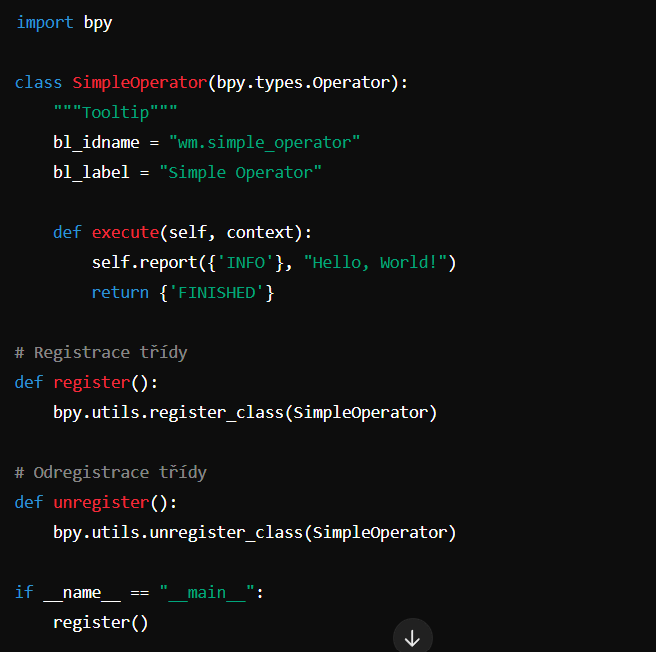 import bpy
class SimpleOperator(bpy.types.Operator):
"""Tooltip"""
bl_idname = "wm.simple_operator"
bl_label = "Simple Operator"
def execute(self, context):
self.report({'INFO'}, "Hello, World!")
return {'FINISHED'}
# Registrace třídy
def register():
bpy.utils.register_class(SimpleOperator)
# Odregistrace třídy
def unregister():
bpy.utils.unregister_class(SimpleOperator)
if __name__ == "__main__":
register()